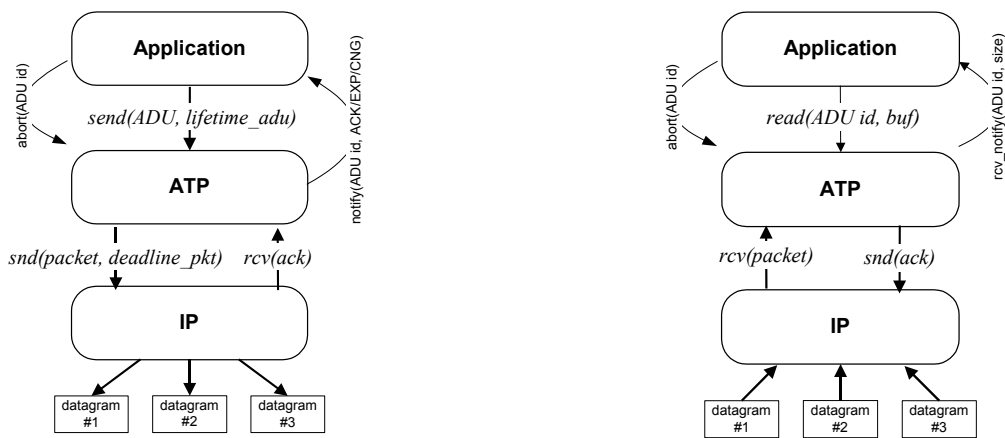 Application
abort(ADU id)
send(ADU, lifetime_adu)
notify(ADU id, ACK/EXP/CNG)
ATP
snd(packet, deadline_pkt)
rcv(ack)
IP
datagram
#1
datagram
#2
datagram
#3
Application
abort(ADU id)
read(ADU id, buf)
rcv_notify(ADU id, size)
ATP
rcv(packet)
snd(ack)
IP
datagram
#1
datagram
#2
datagram
#3